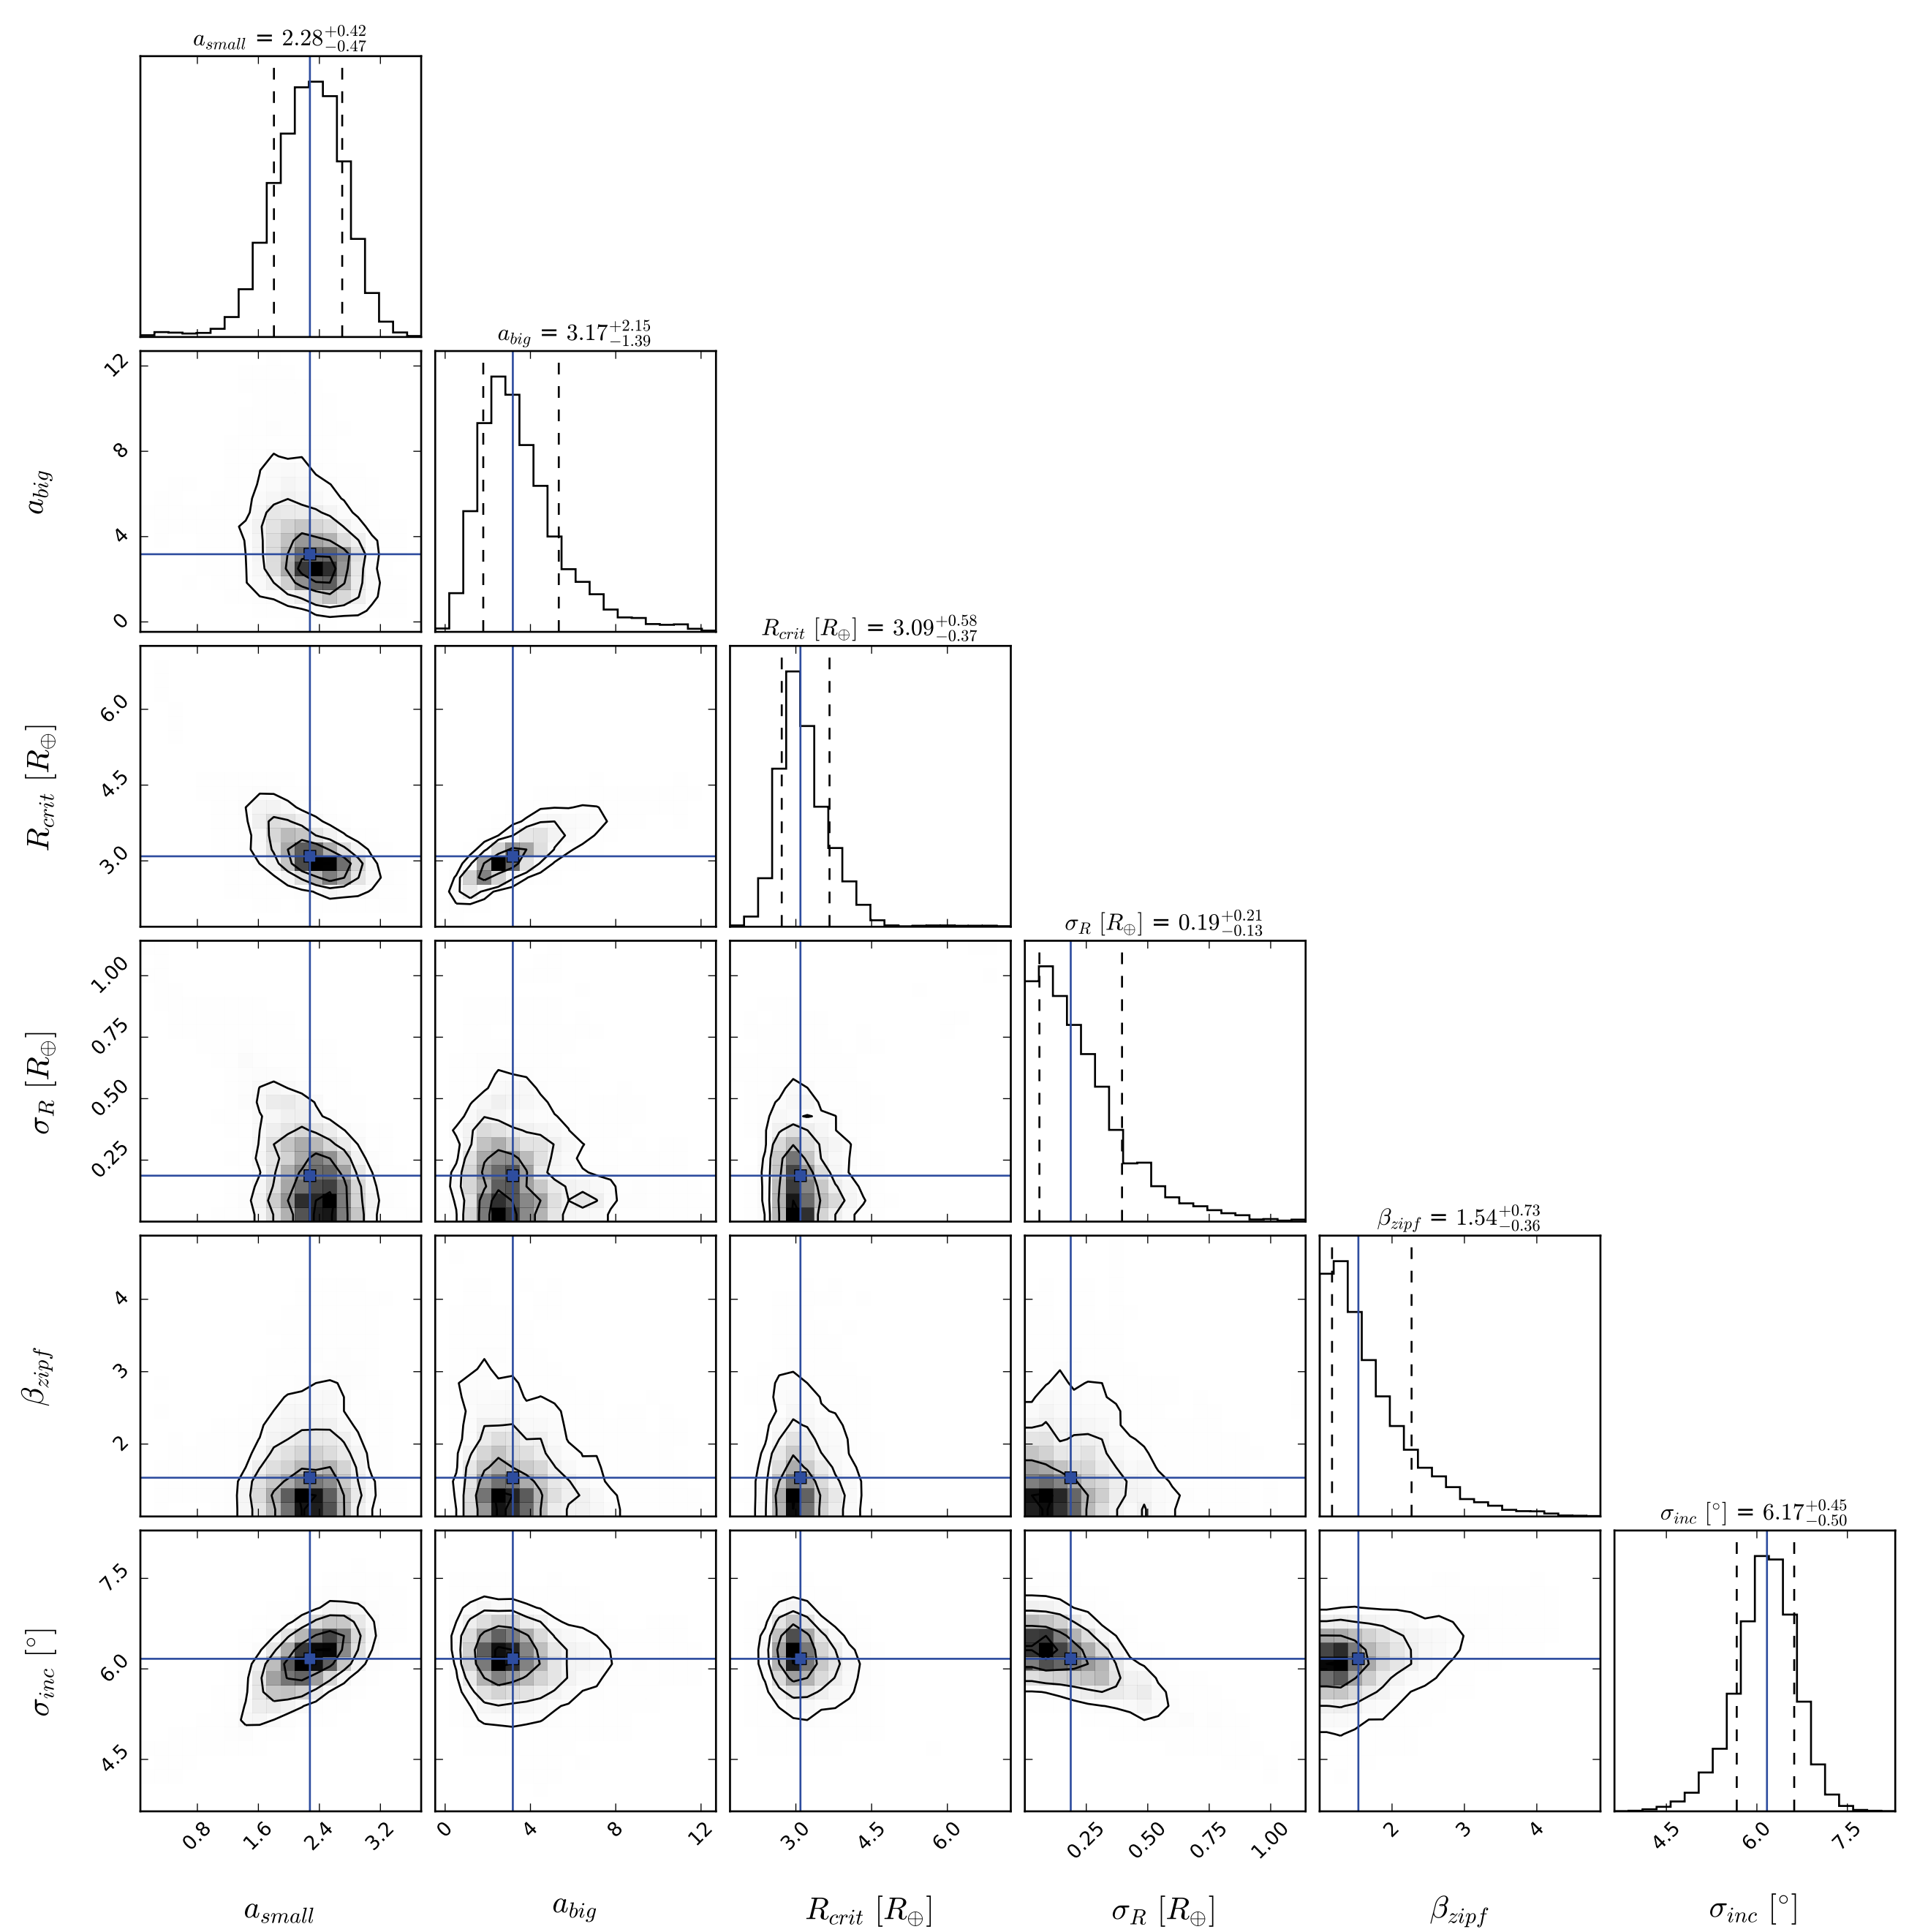 a_small = 2.28 +0.42 −0.47
a_big = 3.17 +2.15 −1.39
12
8
4
0
a_big
R_crit [R⊕] = 3.09 +0.58 −0.37
6.0
4.5
3.0
R_crit [R⊕]
σ_R [R⊕] = 0.19 +0.21 −0.13
1.00
0.75
0.50
0.25
σ_R [R⊕]
β_zipf = 1.54 +0.73 −0.36
4
3
2
β_zipf
σ_inc [°] = 6.17 +0.45 −0.50
7.5
6.0
4.5
σ_inc [°]
0.8 1.6 2.4 3.2 0 4 8 12 3.0 4.5 6.0 0.25 0.50 0.75 1.00 2 3 4 4.5 6.0 7.5
a_small a_big R_crit [R⊕] σ_R [R⊕] β_zipf σ_inc [°]